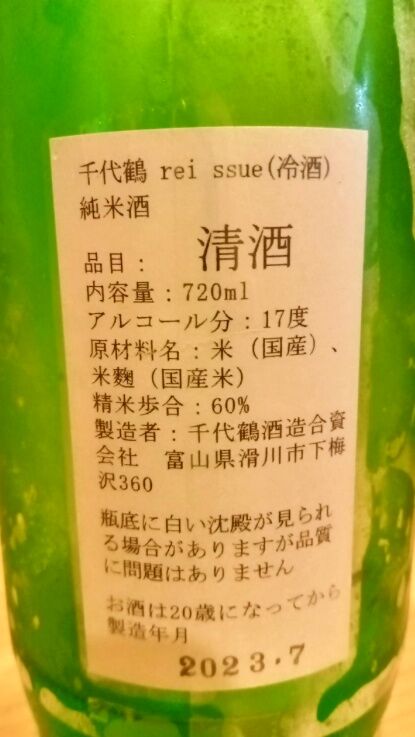 千代鶴 rei ssue(冷酒)
純米酒
品目： 清酒
内容量：720ml
アルコール分：17度
原材料名：米（国産）、
米麴（国産米）
精米歩合：60%
製造者：千代鶴酒造合資
会社 富山県滑川市下梅
沢360
瓶底に白い沈殿が見られ
る場合がありますが品質
に問題はありません
お酒は20歳になってから
製造年月
2023.7